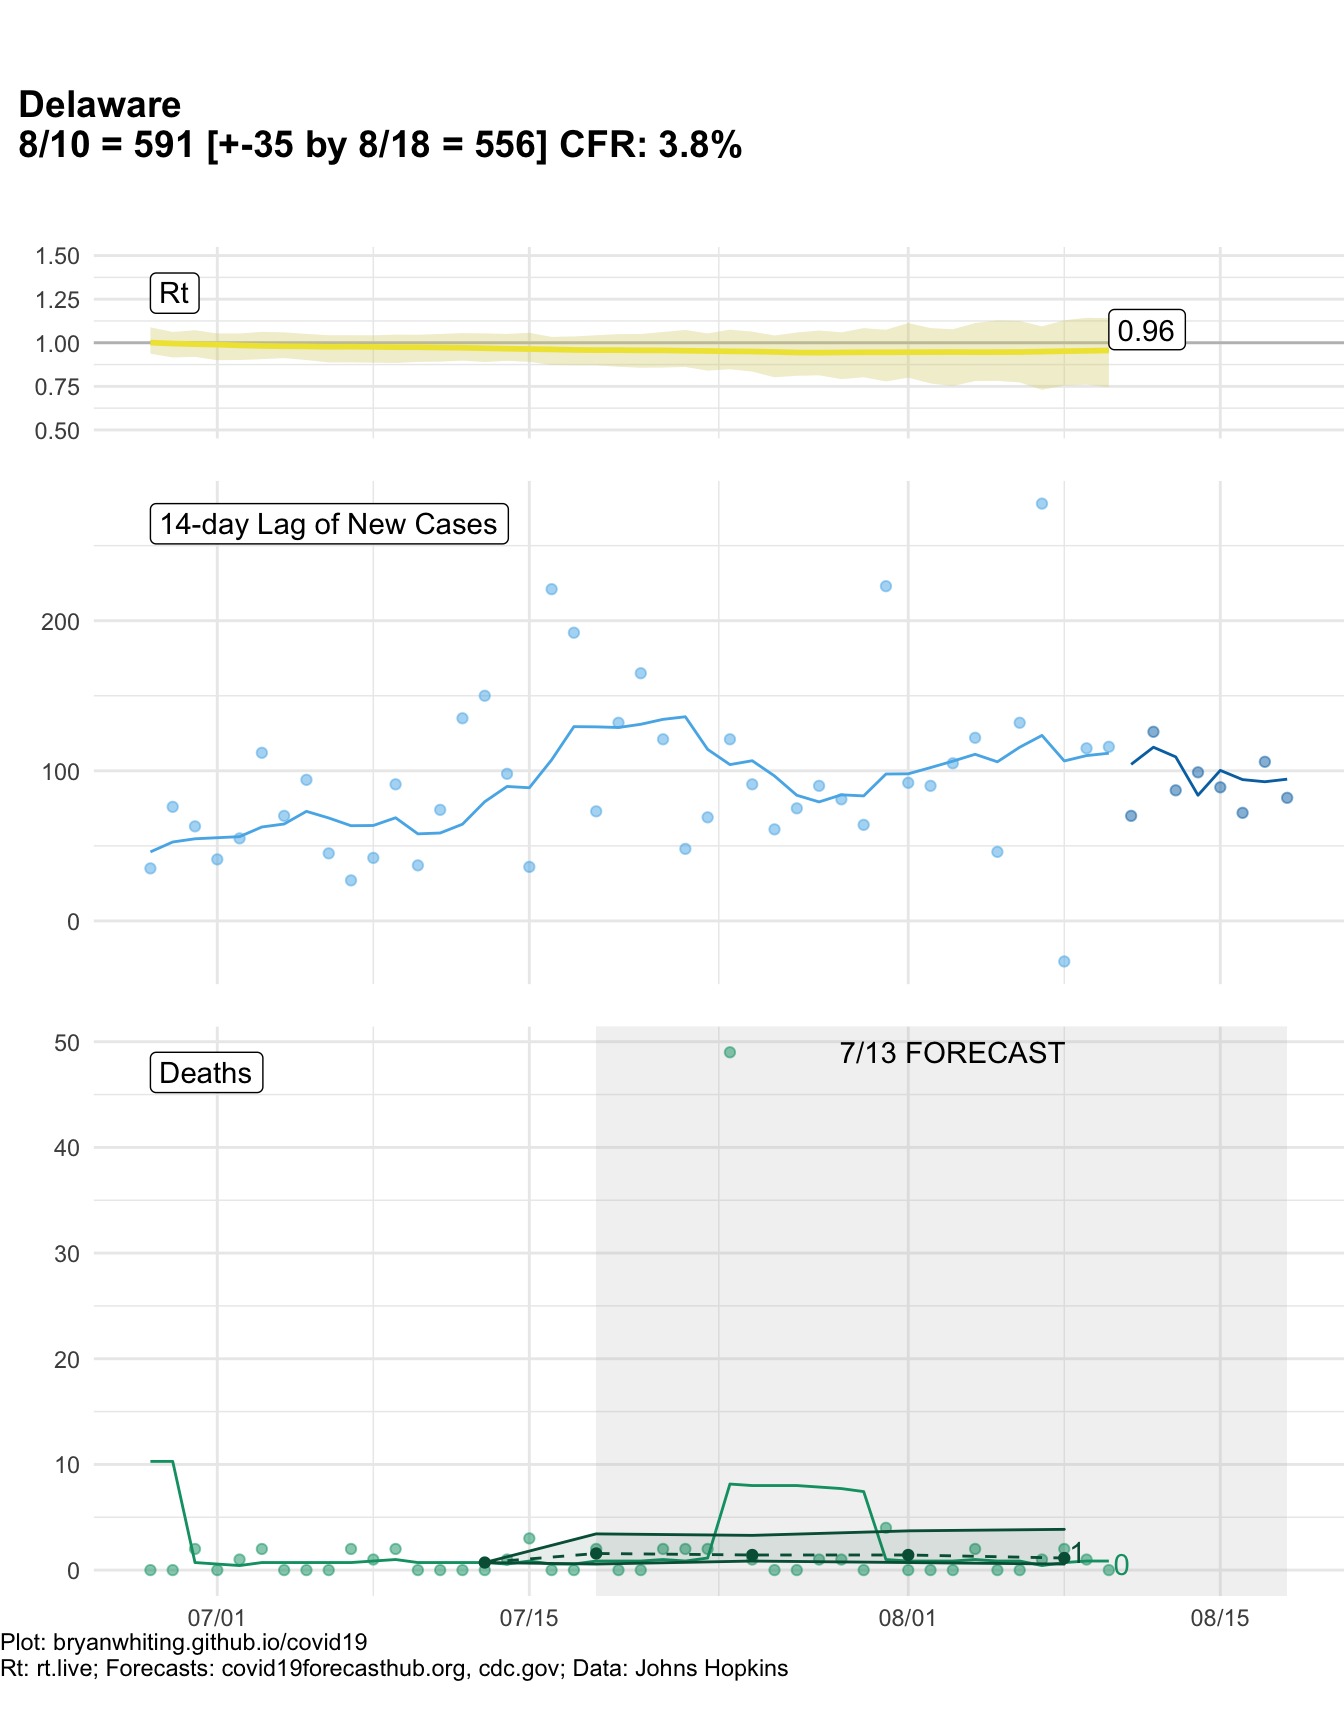 Delaware
8/10 = 591 [+-35 by 8/18 = 556] CFR: 3.8%
1.50
1.25
1.00
0.75
0.50
Rt
0.96
14-day Lag of New Cases
200
100
0
50
40
30
20
10
0
Deaths
7/13 FORECAST
1
0
07/01
07/15
08/01
08/15
Plot: bryanwhiting.github.io/covid19
Rt: rt.live; Forecasts: covid19forecasthub.org, cdc.gov; Data: Johns Hopkins